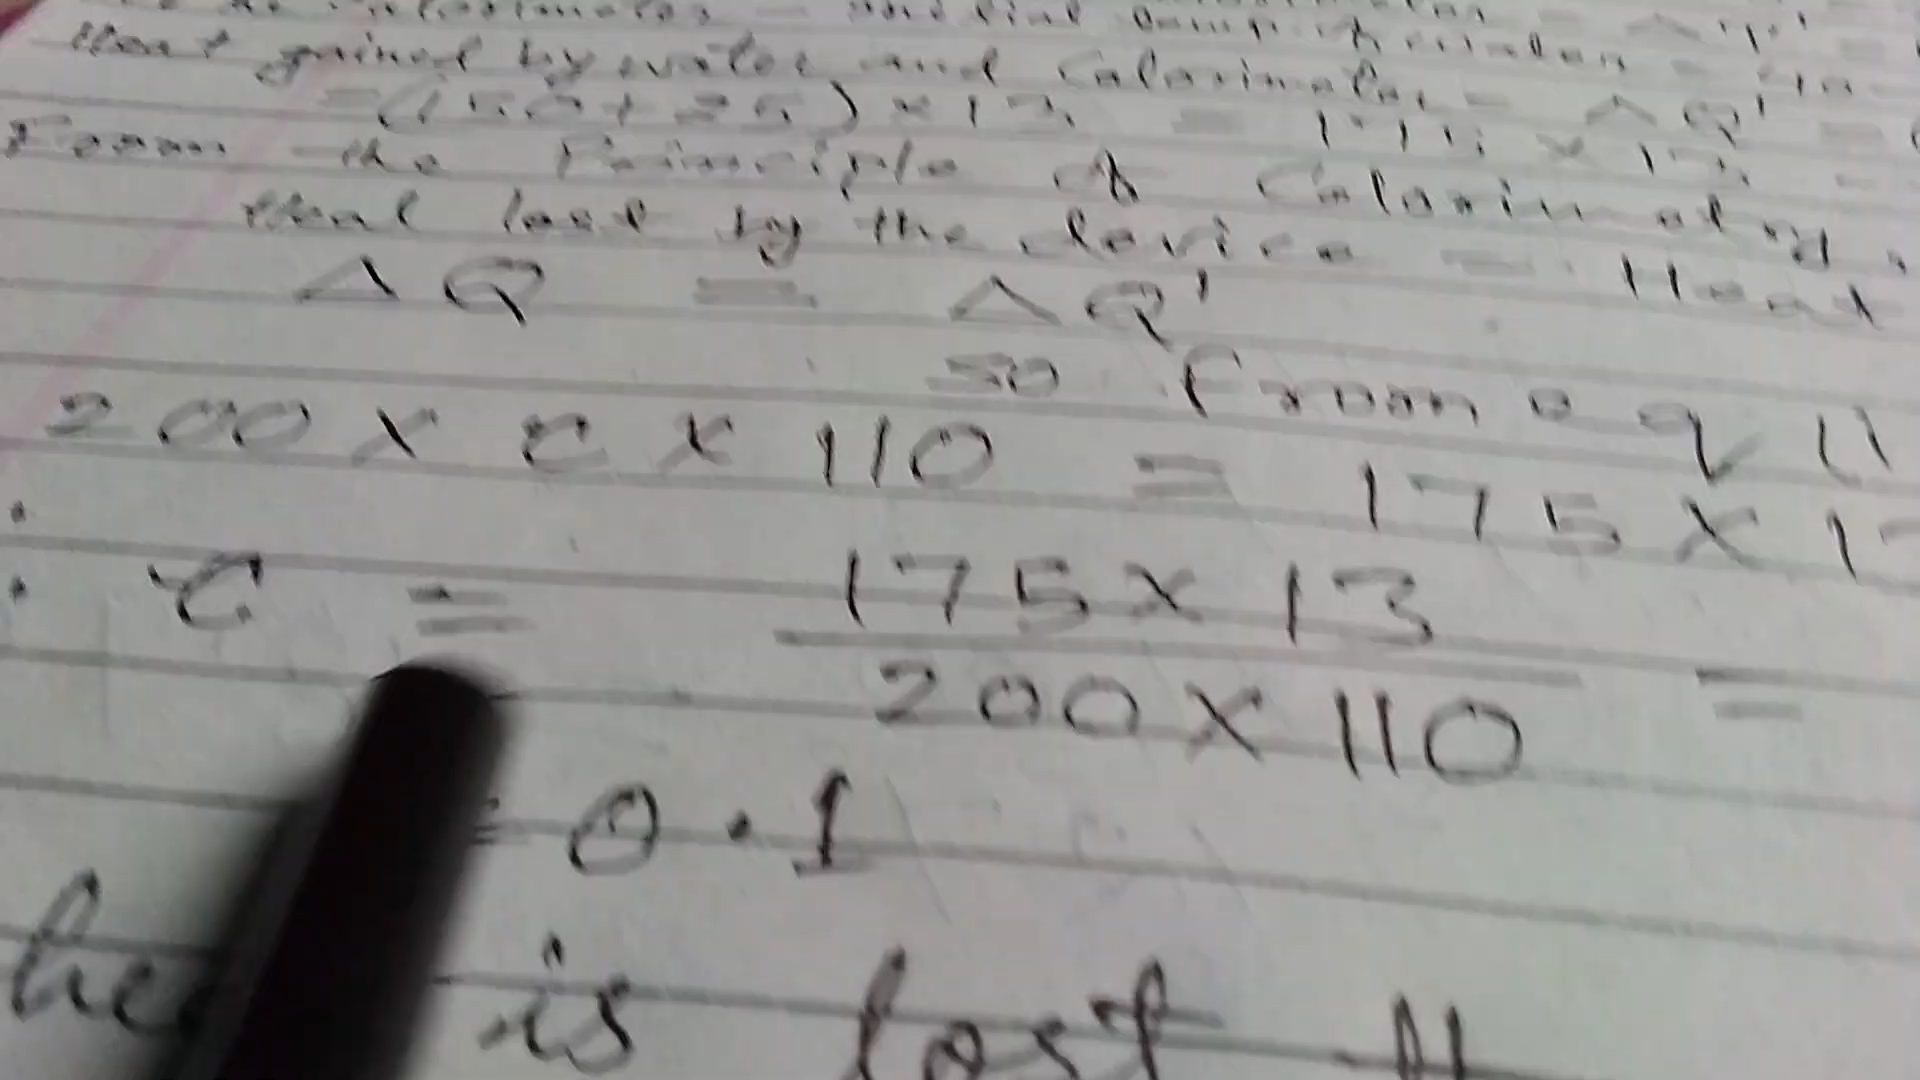 Heat gained by water and Calorimeter = ΔQ' =
= (150 + 25) × 13 = 175 × 13 =
From the Principle of Calorimetry,
Heat lost by the device = Heat
ΔQ = ΔQ'
so from eq (1
200 × C × 110 = 175 × 1
∴ C = 175 × 13 / 200 × 110 =
= 0.1
is lost